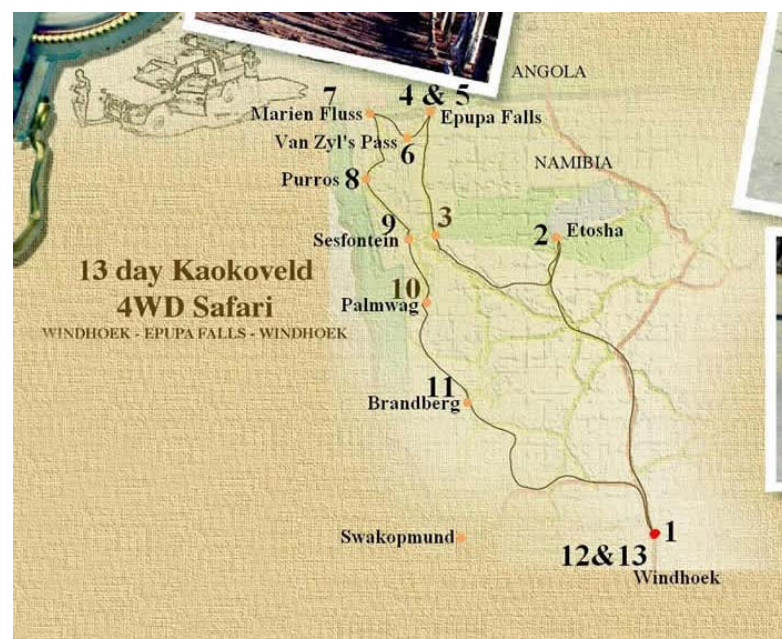 ANGOLA
7
4 & 5
Marien Fluss
Epupa Falls
Van Zyl's Pass
6
NAMIBIA
Purros 8
9
3
2
Etosha
Sesfontein
13 day Kaokoveld
4WD Safari
WINDHOEK - EPUPA FALLS - WINDHOEK
10
Palmwag
11
Brandberg
Swakopmund
1
12&13
Windhoek